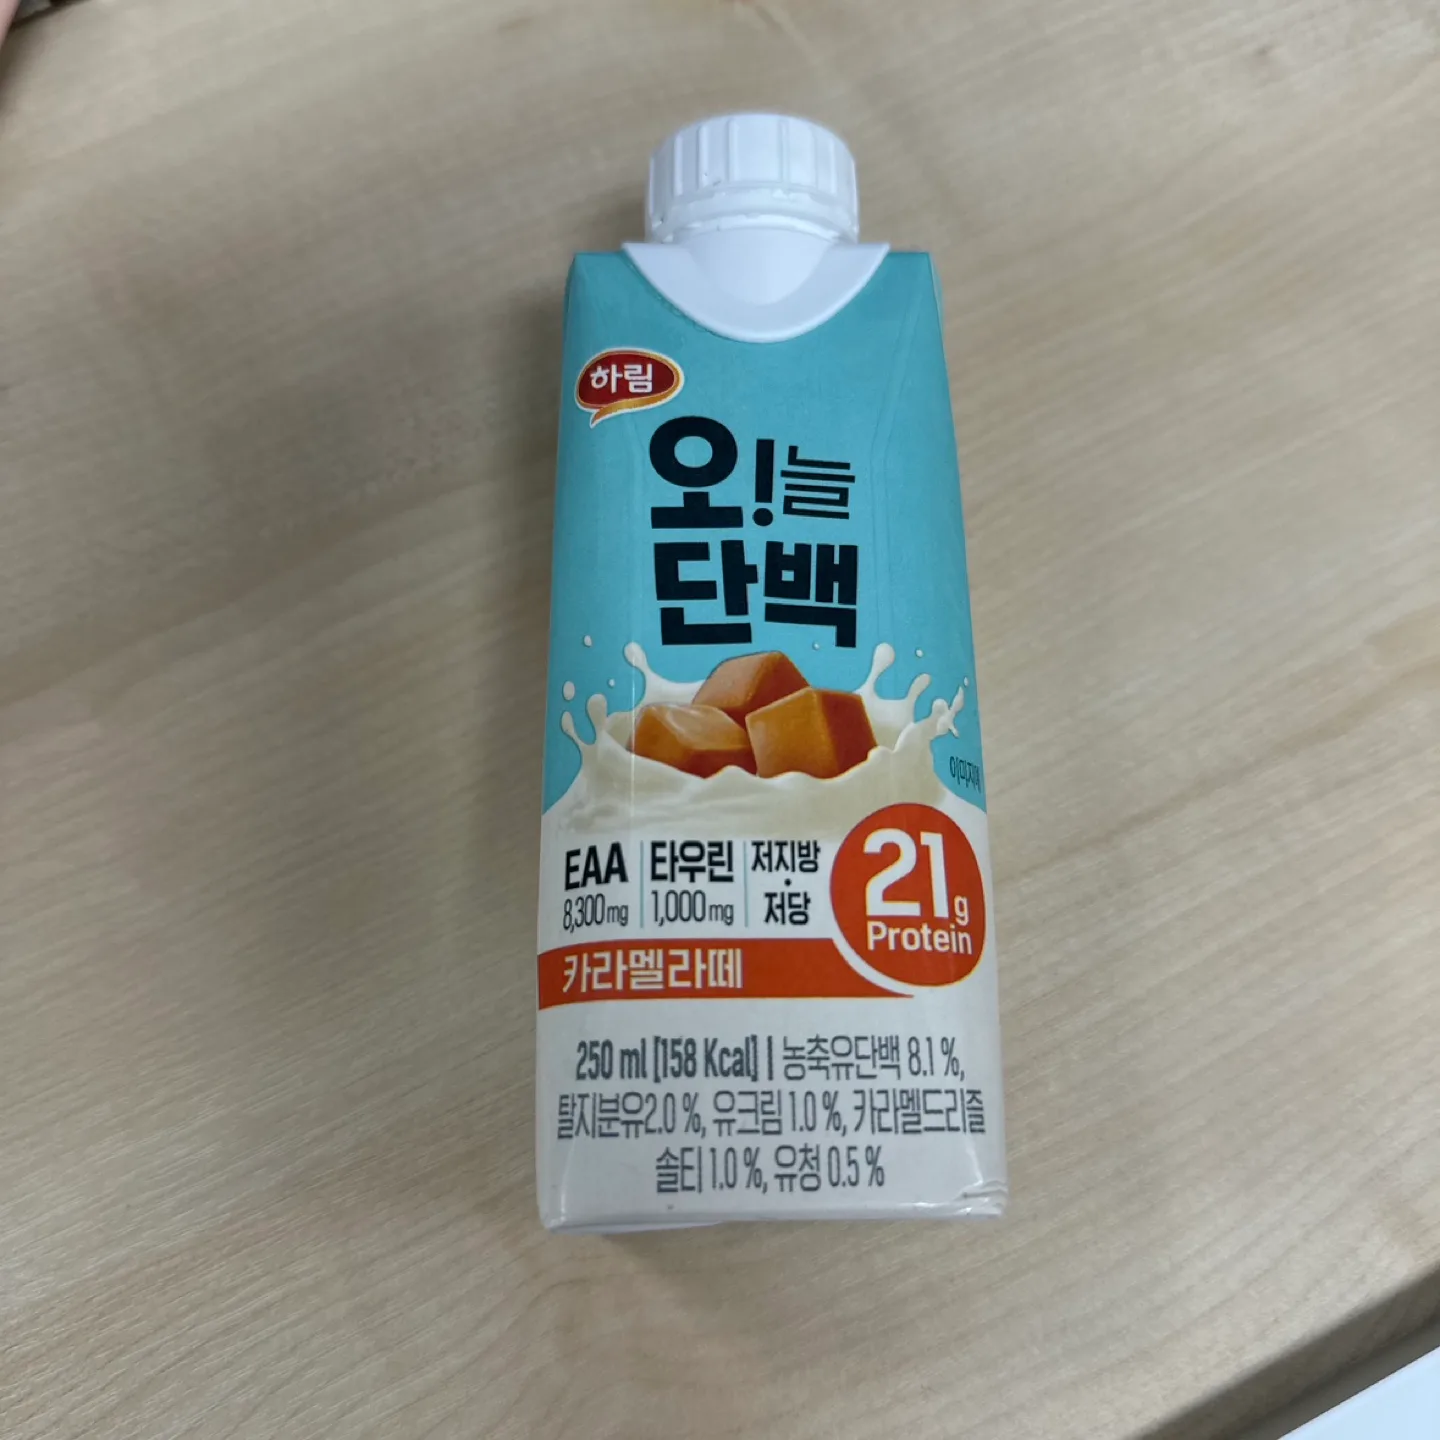 하림
오!늘
단백
이미지예
EAA
8,300mg
타우린
1,000mg
저지방
·
저당
21g
Protein
카라멜라떼
250 ml [158 Kcal] | 농축유단백 8.1 %,
탈지분유2.0 %, 유크림 1.0 %, 카라멜드리즐
솔티 1.0 %, 유청 0.5 %